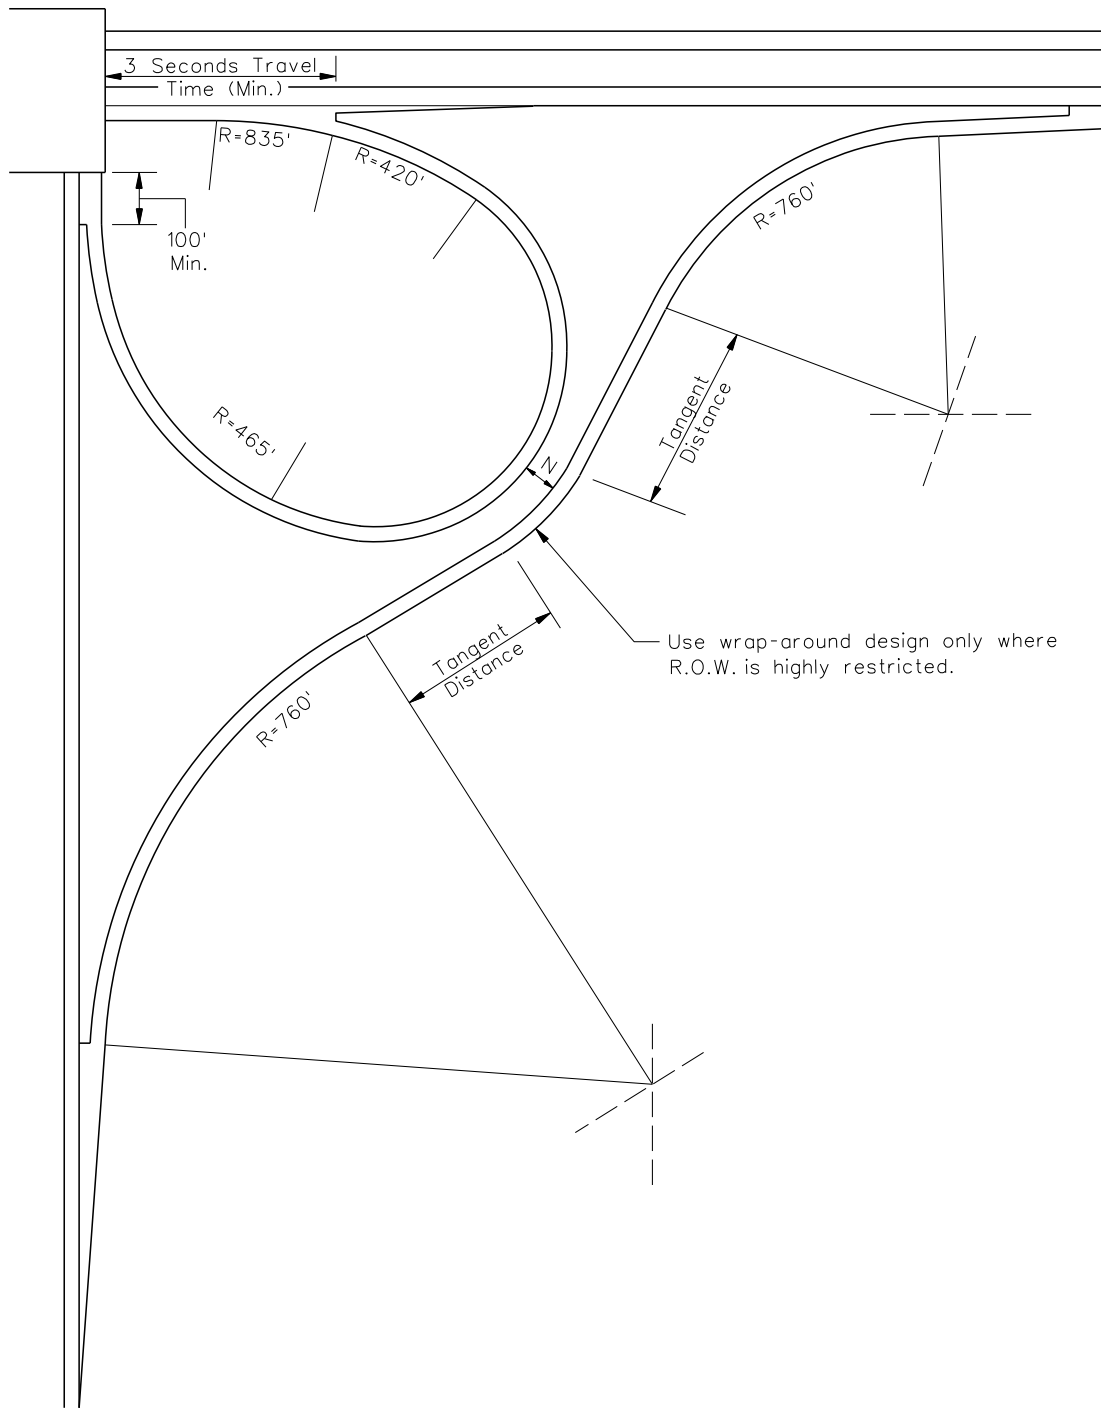 3 Seconds Travel
Time (Min.)
R=835'
R=420'
R=760'
100'
Min.
Tangent
Distance
R=465'
N
Use wrap-around design only where
R.O.W. is highly restricted.
Tangent
Distance
R=760'